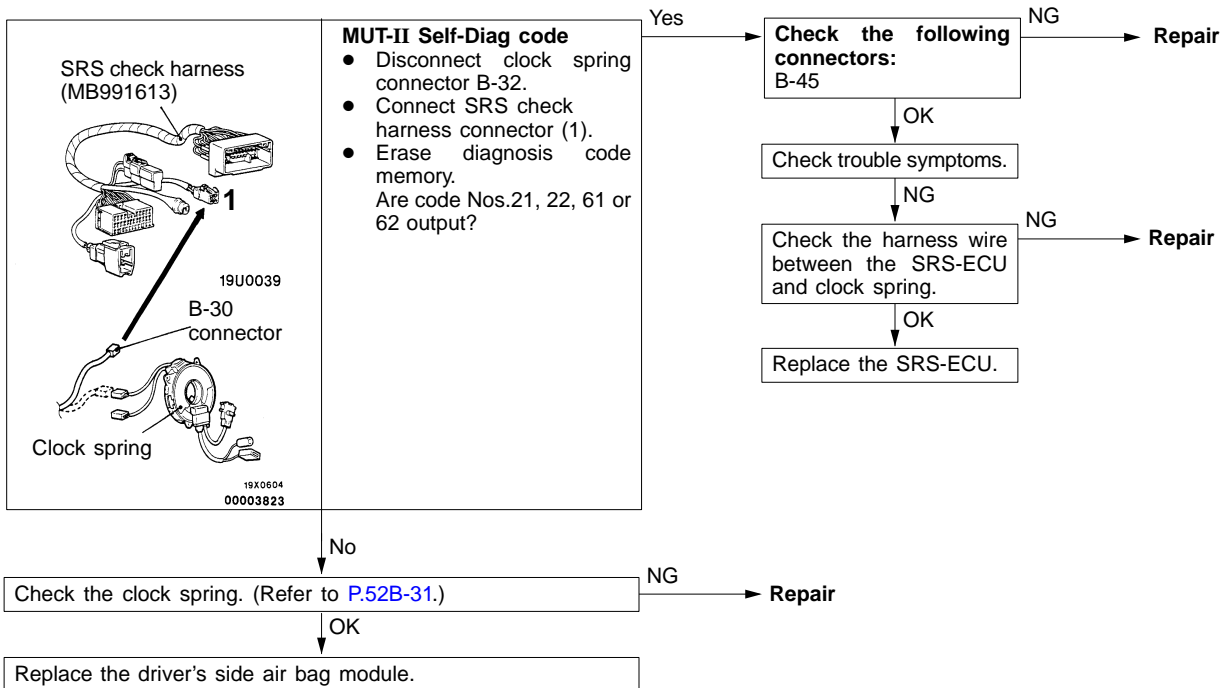 SRS check harness
(MB991613)
1
19U0039
B-30
connector
Clock spring
19X0604
00003823
MUT-II Self-Diag code
● Disconnect clock spring
connector B-32.
● Connect SRS check
harness connector (1).
● Erase diagnosis code
memory.
Are code Nos.21, 22, 61 or
62 output?
Yes
Check the following
connectors:
B-45
NG
Repair
OK
Check trouble symptoms.
NG
Check the harness wire
between the SRS-ECU
and clock spring.
NG
Repair
OK
Replace the SRS-ECU.
No
Check the clock spring. (Refer to P.52B-31.)
NG
Repair
OK
Replace the driver's side air bag module.